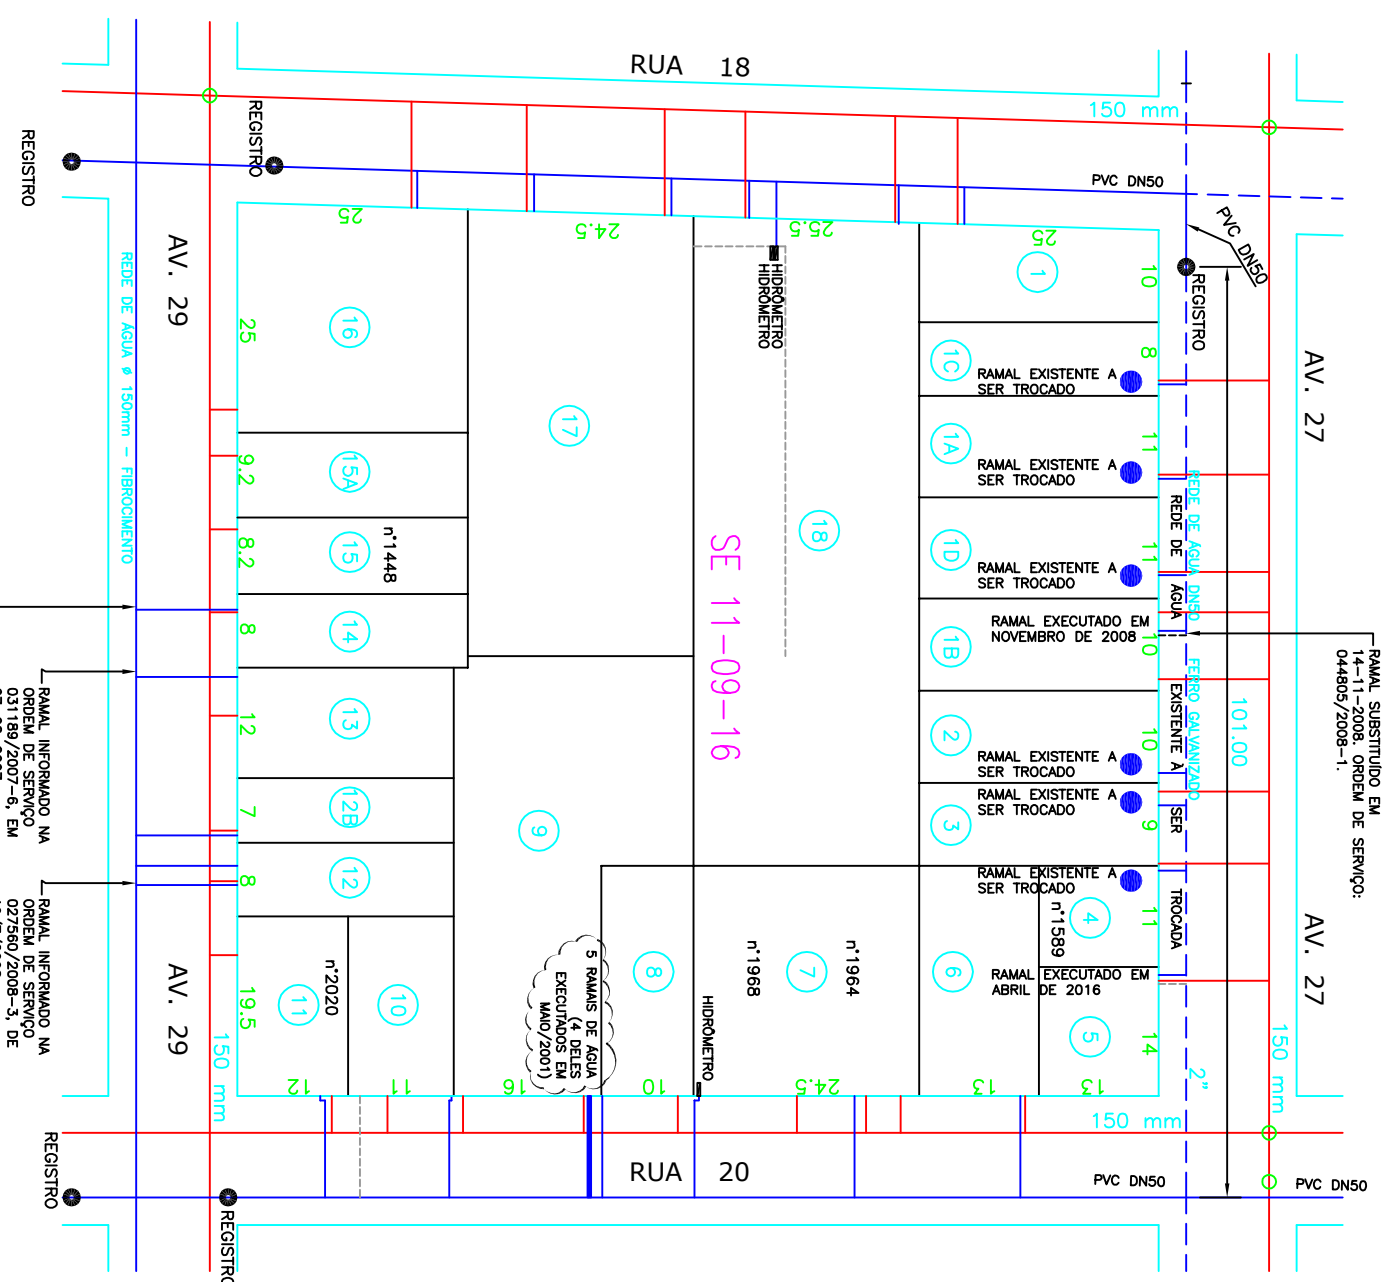 RUA 18
150 mm
PVC DN50
PVC DN50
REGISTRO
REGISTRO
REGISTRO
AV. 29
AV. 27
REDE DE ÁGUA ø 150mm - FIBROCIMENTO
25
24.5
25.5
25
HIDRÔMETRO
HIDRÔMETRO
1
10
16
25
1C
8
RAMAL EXISTENTE A
SER TROCADO
17
1A
11
RAMAL EXISTENTE A
SER TROCADO
15A
9.2
18
SE 11-09-16
1D
11
RAMAL EXISTENTE A
SER TROCADO
15
n°1448
8.2
REDE DE ÁGUA DN50 FERRO GALVANIZADO
REDE DE ÁGUA EXISTENTE À SER TROCADA
RAMAL EXECUTADO EM
NOVEMBRO DE 2008
1B
10
14
8
RAMAL SUBSTITUÍDO EM
14-11-2008. ORDEM DE SERVIÇO:
044805/2008-1.
101.00
13
12
2
10
RAMAL EXISTENTE A
SER TROCADO
RAMAL EXISTENTE A
SER TROCADO
3
9
12B
7
9
RAMAL INFORMADO NA
ORDEM DE SERVIÇO
031189/2007-6, EM
12
8
RAMAL EXISTENTE A
SER TROCADO
4
11
n°1589
RAMAL INFORMADO NA
ORDEM DE SERVIÇO
027560/2008-3, DE
RAMAL EXECUTADO EM
ABRIL DE 2016
5
14
6
7
n°1964
n°1968
8
10
11
n°2020
19.5
5 RAMAIS DE ÁGUA
(4 DELES
EXECUTADOS EM
MAIO/2001)
HIDRÔMETRO
AV. 29
AV. 27
150 mm
150 mm
2"
12
11
16
10
24.5
13
13
150 mm
RUA 20
PVC DN50
PVC DN50
REGISTRO
REGISTRO